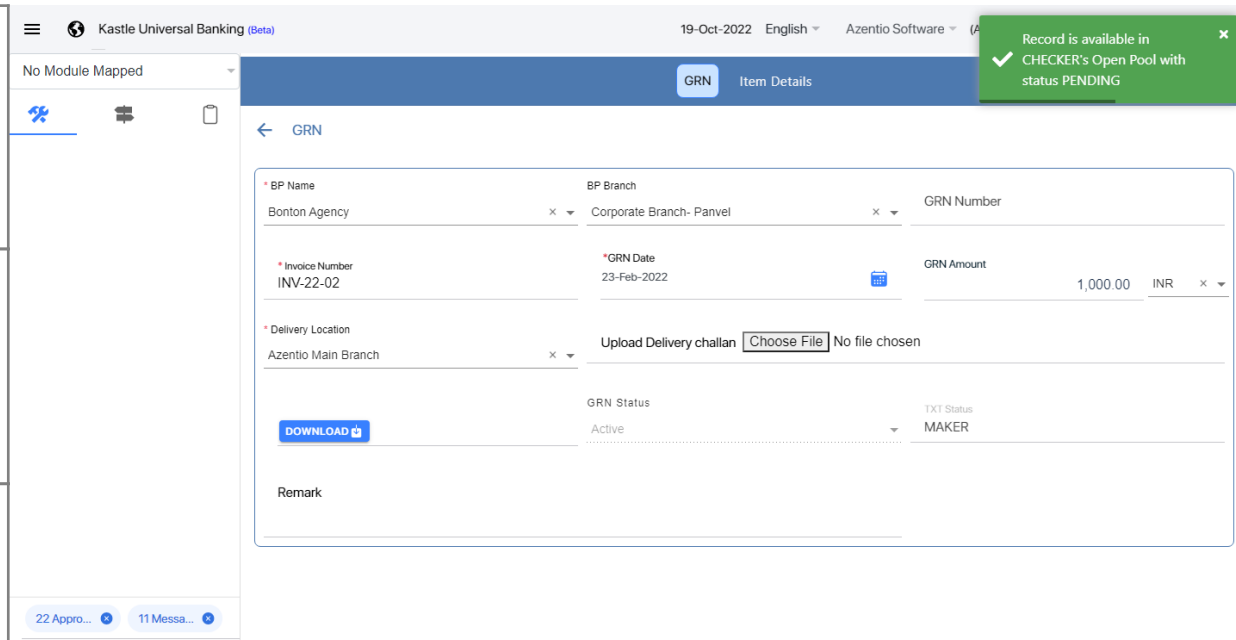 Kastle Universal Banking (Beta)
19-Oct-2022 English Azentio Software (A
Record is available in
CHECKER's Open Pool with
status PENDING
No Module Mapped
GRN Item Details
GRN
* BP Name
Bonton Agency
BP Branch
Corporate Branch- Panvel
GRN Number
* Invoice Number
INV-22-02
*GRN Date
23-Feb-2022
GRN Amount
1,000.00 INR
* Delivery Location
Azentio Main Branch
Upload Delivery challan Choose File No file chosen
DOWNLOAD
GRN Status
Active
TXT Status
MAKER
Remark
22 Appro... 11 Messa...